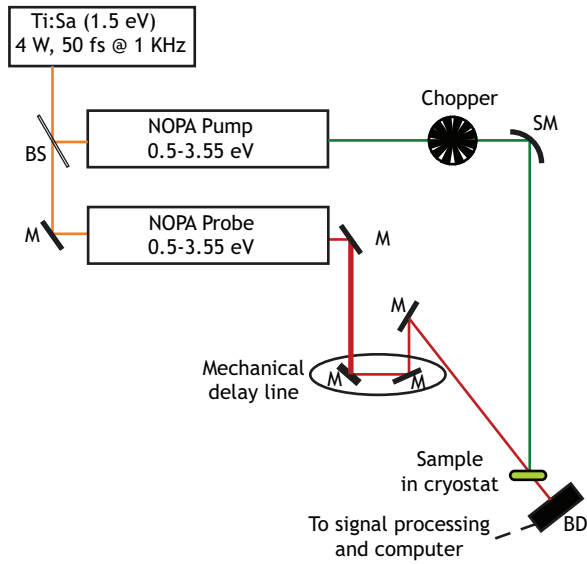 Ti:Sa (1.5 eV)
4 W, 50 fs @ 1 KHz
Chopper
SM
NOPA Pump
0.5-3.55 eV
BS
NOPA Probe
0.5-3.55 eV
M
M
M
Mechanical
delay line
M
M
Sample
in cryostat
BD
To signal processing
and computer